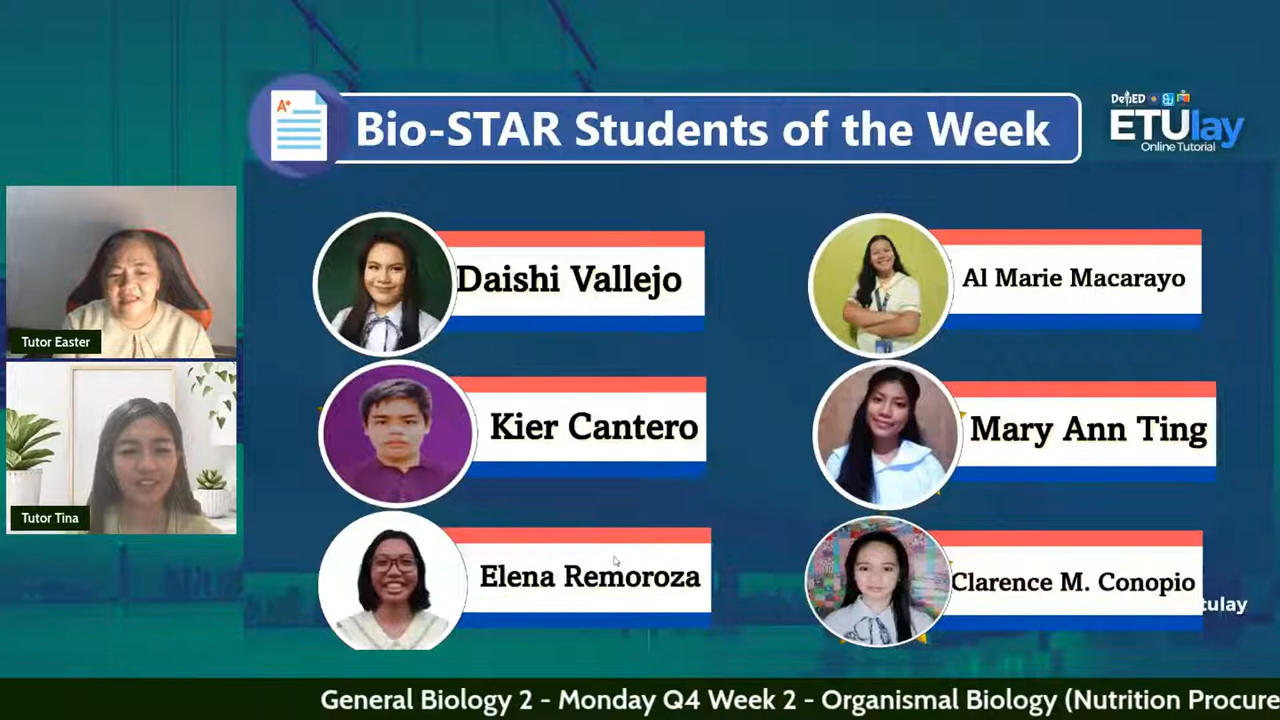 A+
Bio-STAR Students of the Week
DepED
ETUlay
Online Tutorial
Daishi Vallejo
Al Marie Macarayo
Tutor Easter
Kier Cantero
Mary Ann Ting
Tutor Tina
Elena Remoroza
Clarence M. Conopio
tulay
General Biology 2 - Monday Q4 Week 2 - Organismal Biology (Nutrition Procure